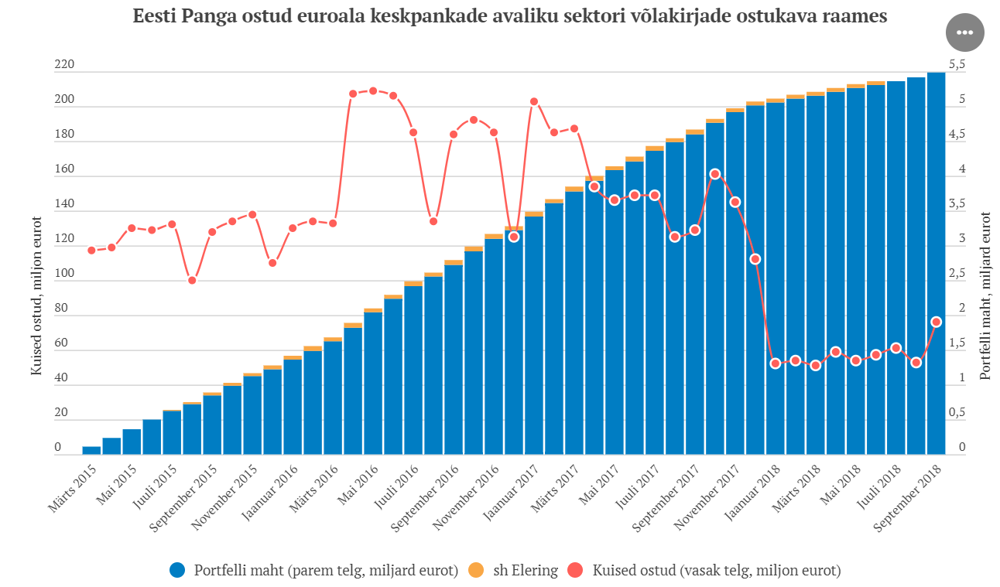 Eesti Panga ostud euroala keskpankade avaliku sektori võlakirjade ostukava raames
220
200
180
160
140
120
100
80
60
40
20
0
Kuised ostud, miljon eurot
5,5
5
4,5
4
3,5
3
2,5
2
1,5
1
0,5
0
Portfelli maht, miljard eurot
Märts 2015
Mai 2015
Juuli 2015
September 2015
November 2015
Jaanuar 2016
Märts 2016
Mai 2016
Juuli 2016
September 2016
November 2016
Jaanuar 2017
Märts 2017
Mai 2017
Juuli 2017
September 2017
November 2017
Jaanuar 2018
Märts 2018
Mai 2018
Juuli 2018
September 2018
Portfelli maht (parem telg, miljard eurot)
sh Elering
Kuised ostud (vasak telg, miljon eurot)